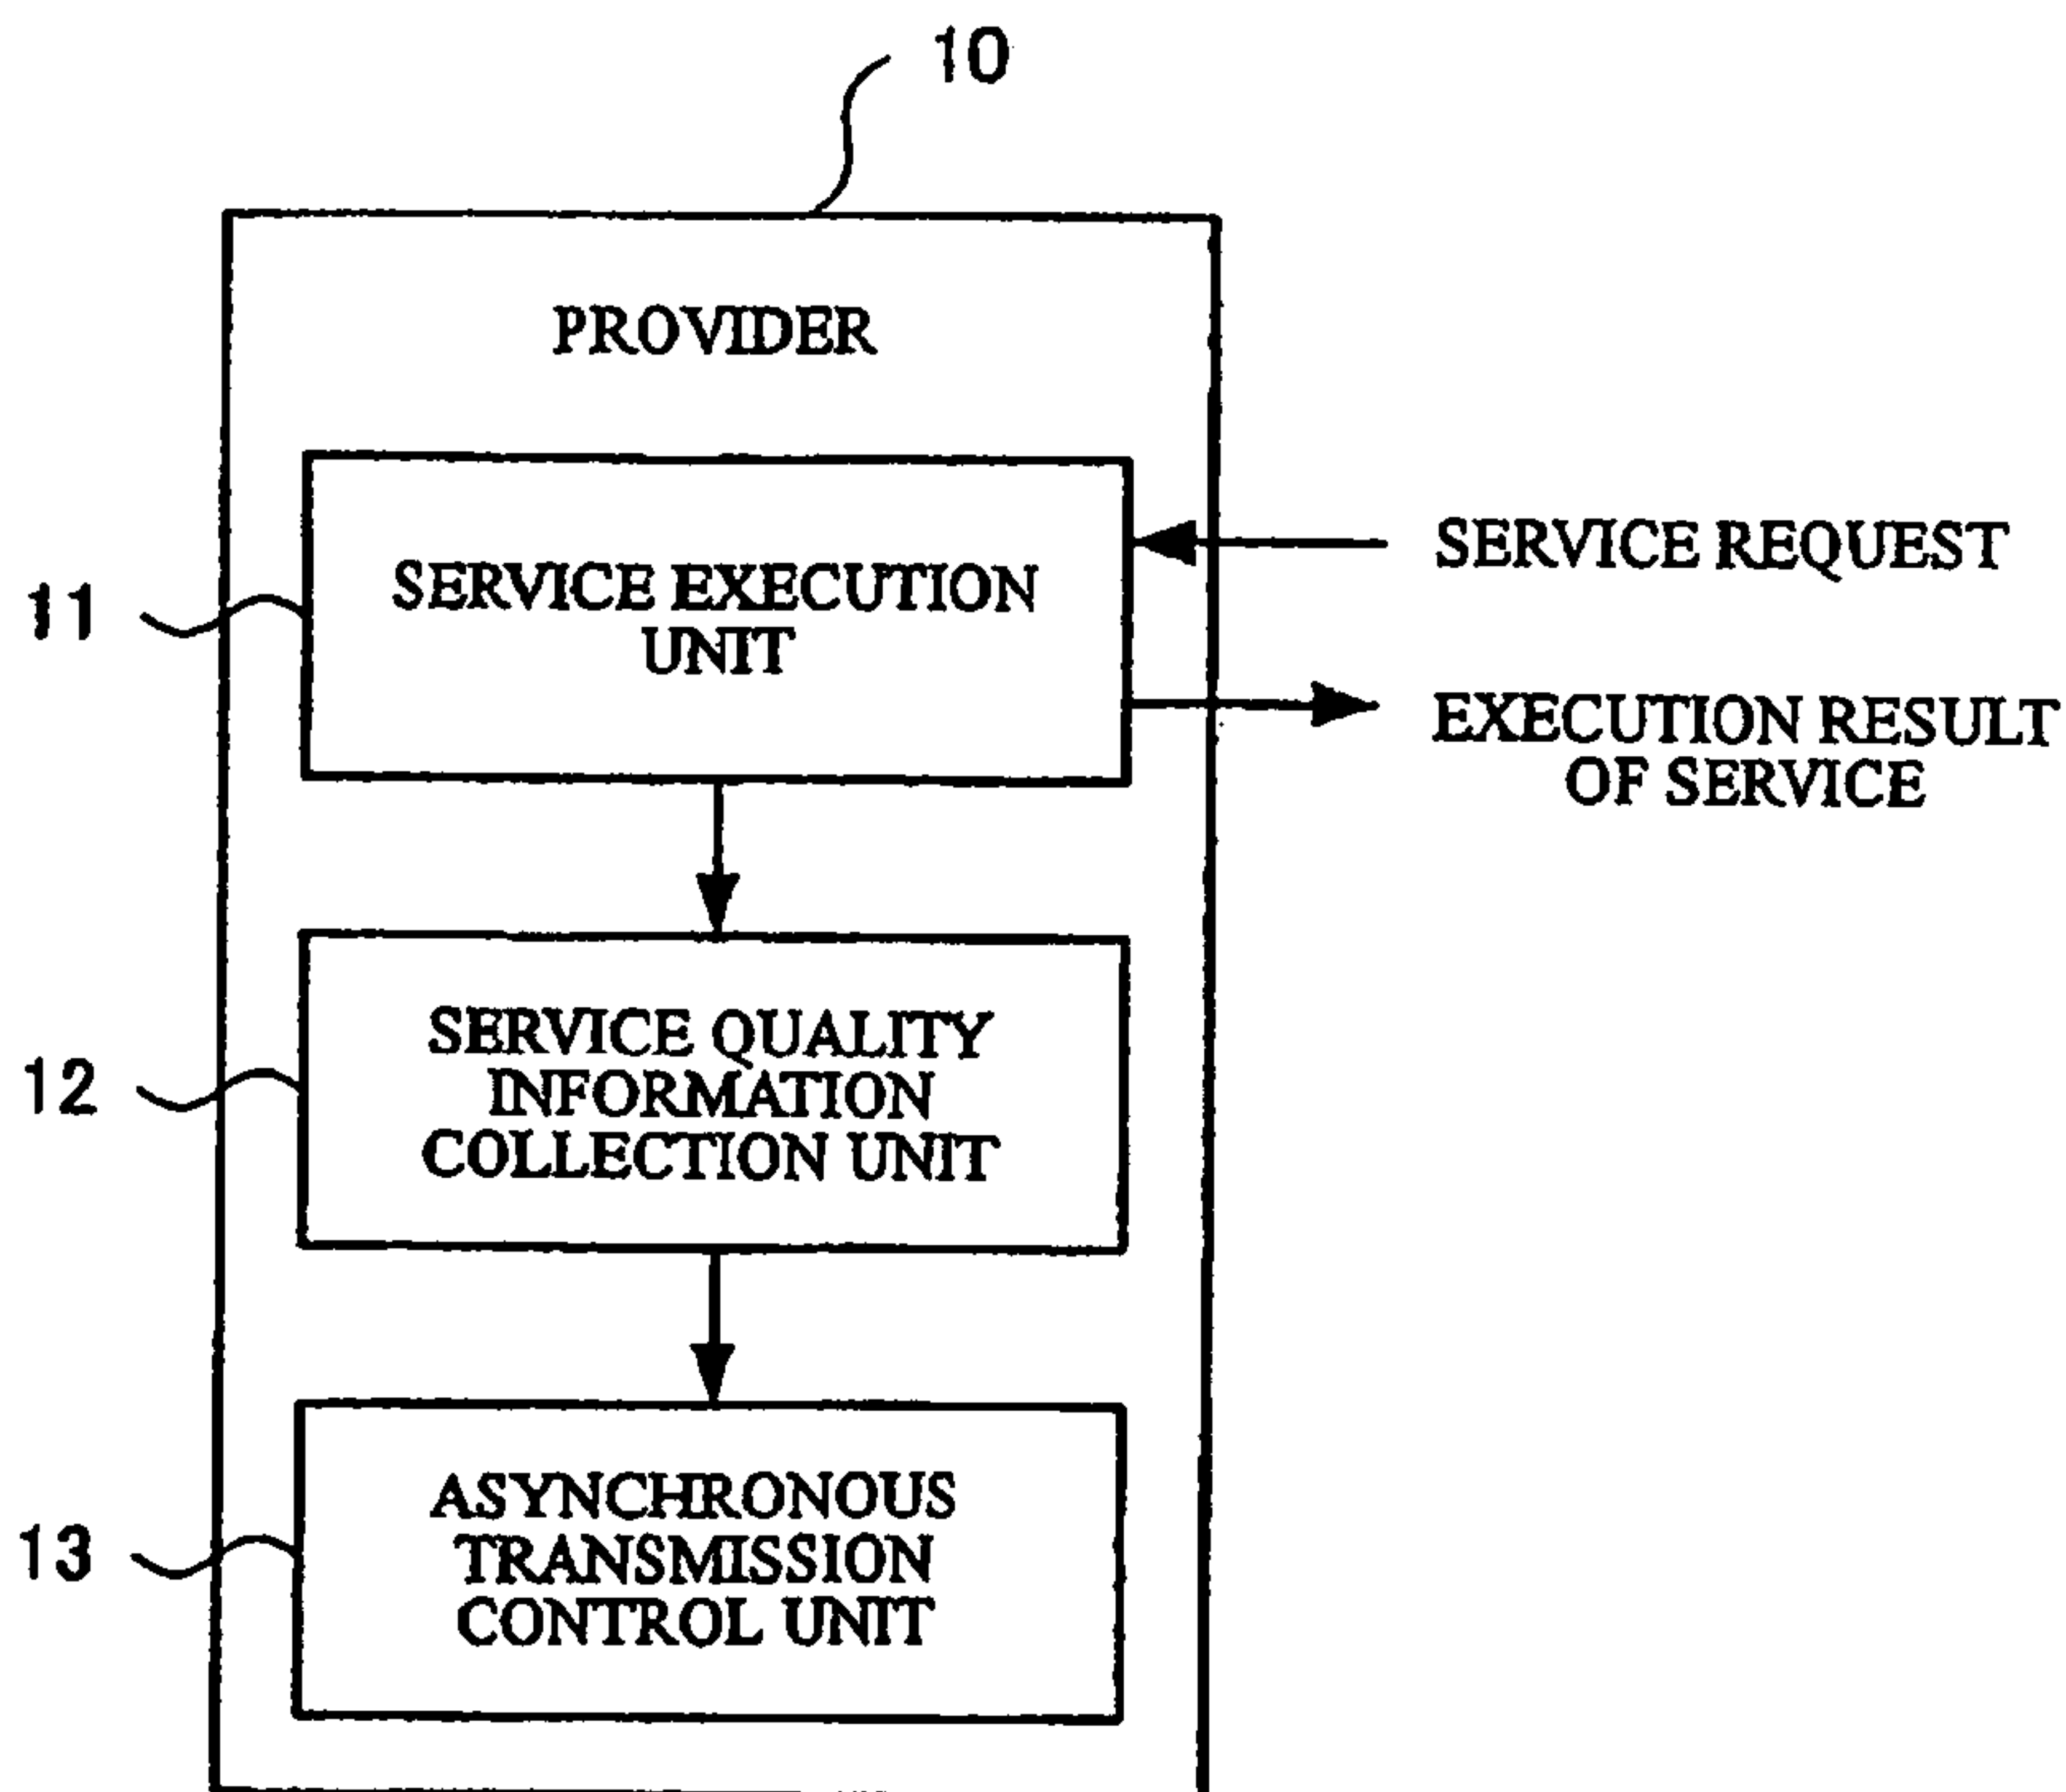 10
PROVIDER
11
SERVICE EXECUTION
UNIT
SERVICE REQUEST
EXECUTION RESULT
OF SERVICE
12
SERVICE QUALITY
INFORMATION
COLLECTION UNIT
13
ASYNCHRONOUS
TRANSMISSION
CONTROL UNIT